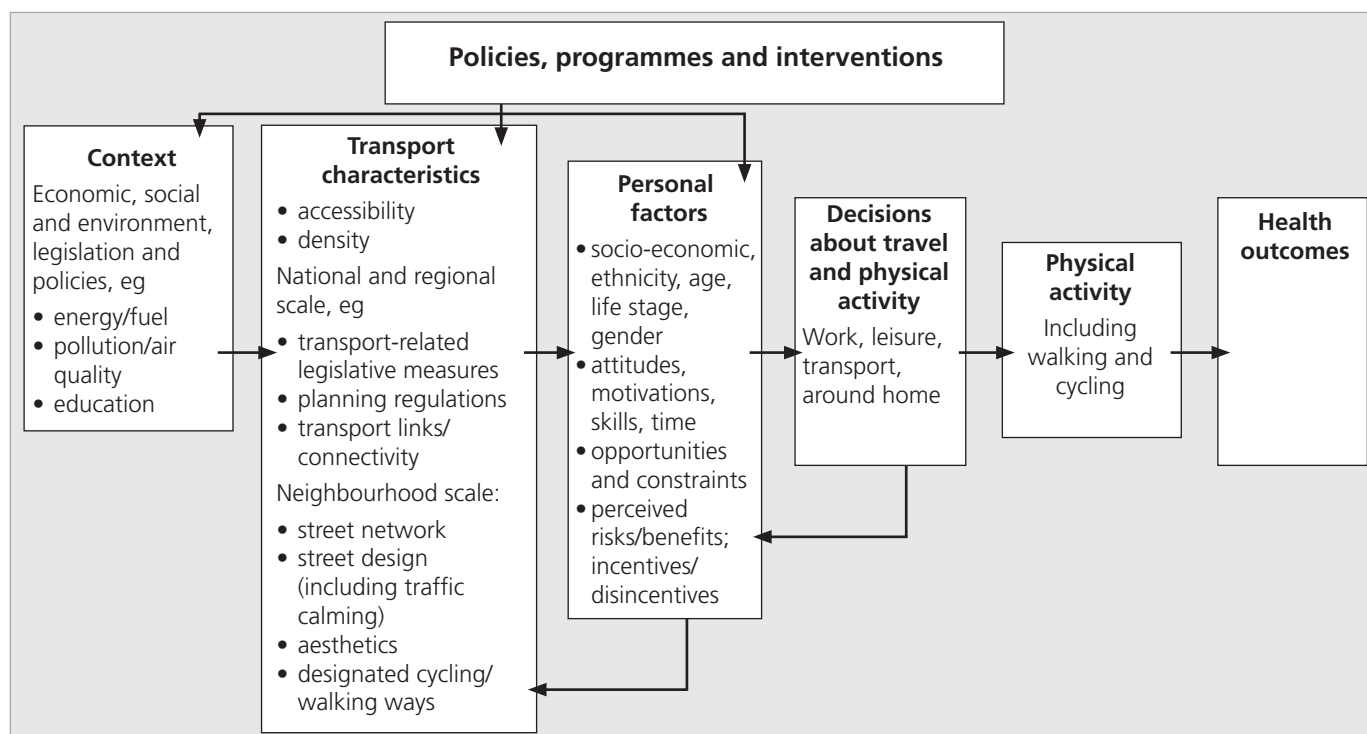 Policies, programmes and interventions
Context
Economic, social
and environment,
legislation and
policies, eg
• energy/fuel
• pollution/air
quality
• education
Transport
characteristics
• accessibility
• density
National and regional
scale, eg
• transport-related
legislative measures
• planning regulations
• transport links/
connectivity
Neighbourhood scale:
• street network
• street design
(including traffic
calming)
• aesthetics
• designated cycling/
walking ways
Personal
factors
• socio-economic,
ethnicity, age,
life stage,
gender
• attitudes,
motivations,
skills, time
• opportunities
and constraints
• perceived
risks/benefits;
incentives/
disincentives
Decisions
about travel
and physical
activity
Work, leisure,
transport,
around home
Physical
activity
Including
walking and
cycling
Health
outcomes